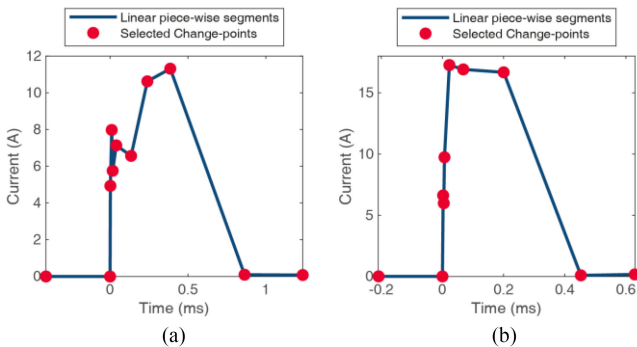 Linear piece-wise segments
Selected Change-points
12
10
8
6
4
2
0
Current (A)
0
0.5
1
Time (ms)
(a)
Linear piece-wise segments
Selected Change-points
15
10
5
0
Current (A)
-0.2
0
0.2
0.4
0.6
Time (ms)
(b)